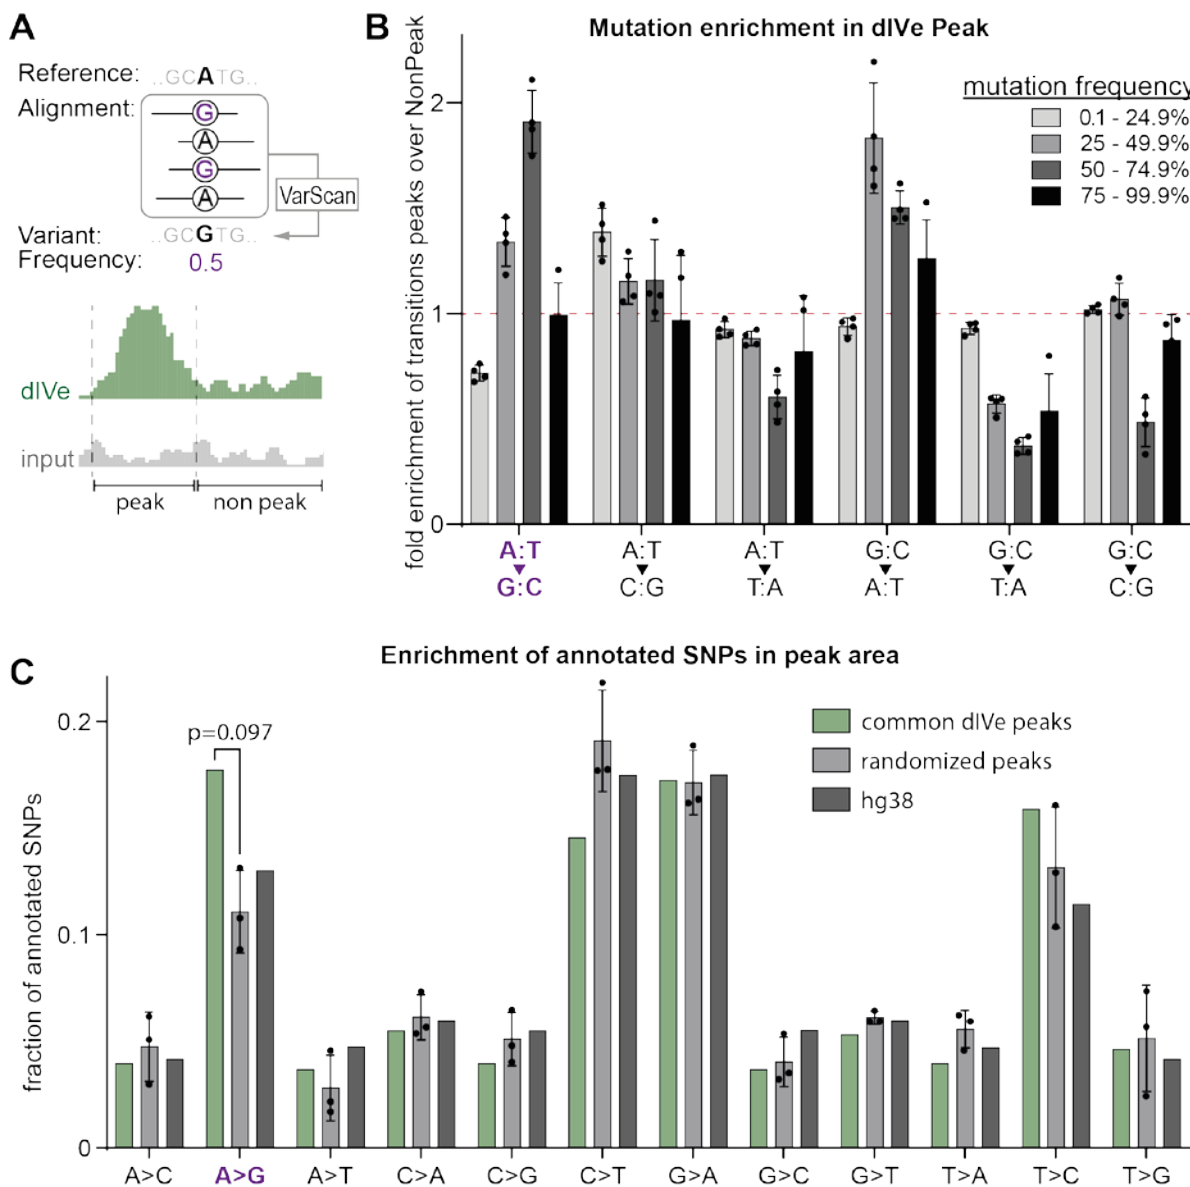 A
Reference:
..GCATG..
Alignment:
G
A
G
A
VarScan
Variant:
..GCGTG..
Frequency:
0.5
dIVe
input
peak
non peak
B
Mutation enrichment in dIVe Peak
fold enrichment of transitions peaks over NonPeak
2
1
0
mutation frequency
0.1 - 24.9%
25 - 49.9%
50 - 74.9%
75 - 99.9%
A:T A:T A:T G:C G:C G:C
▼ ▼ ▼ ▼ ▼ ▼
G:C C:G T:A A:T T:A C:G
C
Enrichment of annotated SNPs in peak area
fraction of annotated SNPs
0.2
0.1
0
p=0.097
common dIVe peaks
randomized peaks
hg38
A>C A>G A>T C>A C>G C>T G>A G>C G>T T>A T>C T>G